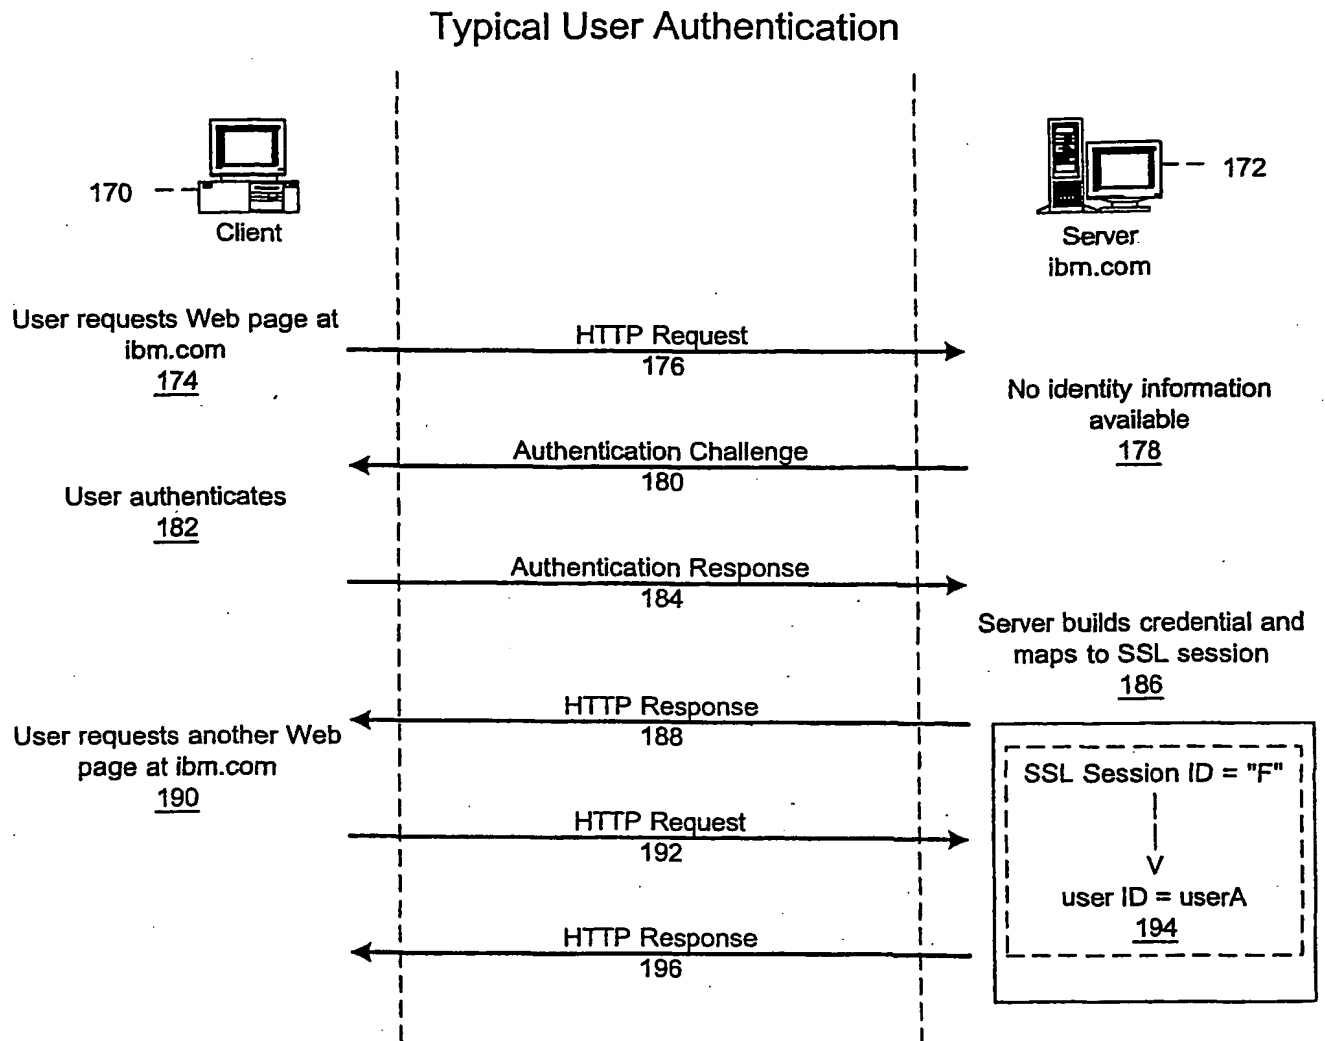 Typical User Authentication
170
Client
172
Server
ibm.com
User requests Web page at
ibm.com
174
HTTP Request
176
No identity information
available
178
Authentication Challenge
180
User authenticates
182
Authentication Response
184
Server builds credential and
maps to SSL session
186
HTTP Response
188
User requests another Web
page at ibm.com
190
SSL Session ID = "F"
user ID = userA
194
HTTP Request
192
HTTP Response
196